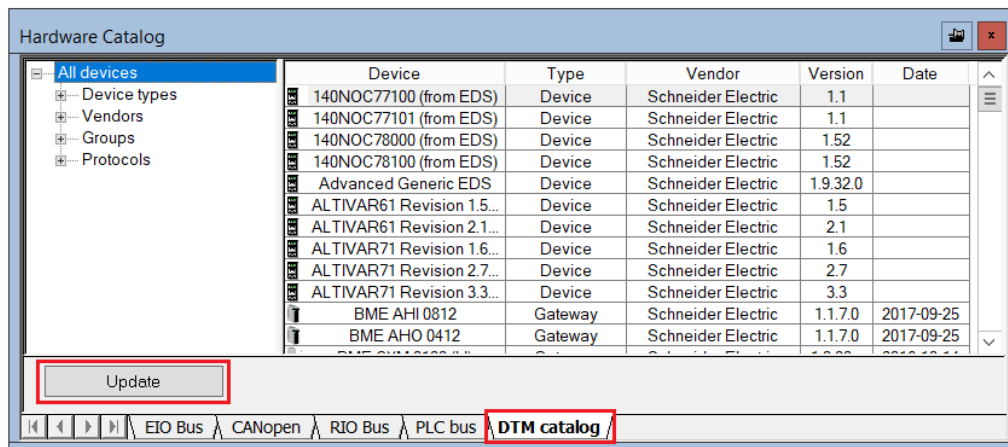 Hardware Catalog
x
All devices
Device types
Vendors
Groups
Protocols
Device Type Vendor Version Date
140NOC77100 (from EDS) Device Schneider Electric 1.1
140NOC77101 (from EDS) Device Schneider Electric 1.1
140NOC78000 (from EDS) Device Schneider Electric 1.52
140NOC78100 (from EDS) Device Schneider Electric 1.52
Advanced Generic EDS Device Schneider Electric 1.9.32.0
ALTIVAR61 Revision 1.5... Device Schneider Electric 1.5
ALTIVAR61 Revision 2.1... Device Schneider Electric 2.1
ALTIVAR71 Revision 1.6... Device Schneider Electric 1.6
ALTIVAR71 Revision 2.7... Device Schneider Electric 2.7
ALTIVAR71 Revision 3.3... Device Schneider Electric 3.3
BME AHI 0812 Gateway Schneider Electric 1.1.7.0 2017-09-25
BME AHO 0412 Gateway Schneider Electric 1.1.7.0 2017-09-25
Update
EIO Bus CANopen RIO Bus PLC bus DTM catalog